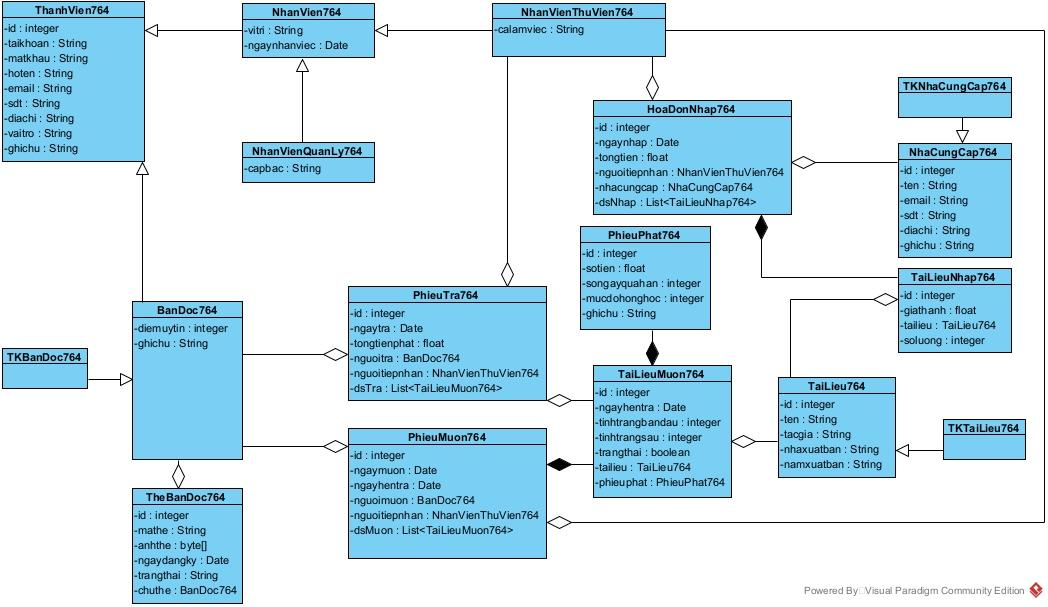 ThanhVien764
-id : integer
-taikhoan : String
-matkhau : String
-hoten : String
-email : String
-sdt : String
-diachi : String
-vaitro : String
-ghichu : String
NhanVien764
-vitri : String
-ngaynhanviec : Date
NhanVienThuVien764
-calamviec : String
NhanVienQuanLy764
-capbac : String
HoaDonNhap764
-id : integer
-ngaynhap : Date
-tongtien : float
-nguoitiepnhan : NhanVienThuVien764
-nhacungcap : NhaCungCap764
-dsNhap : List<TaiLieuNhap764>
TKNhaCungCap764
NhaCungCap764
-id : integer
-ten : String
-email : String
-sdt : String
-diachi : String
-ghichu : String
PhieuPhat764
-id : integer
-sotien : float
-songayquahan : integer
-mucdohonghoc : integer
-ghichu : String
TaiLieuNhap764
-id : integer
-giathanh : float
-tailieu : TaiLieu764
-soluong : integer
BanDoc764
-diemuytin : integer
-ghichu : String
TKBanDoc764
PhieuTra764
-id : integer
-ngaytra : Date
-tongtienphat : float
-nguoitra : BanDoc764
-nguoitiepnhan : NhanVienThuVien764
-dsTra : List<TaiLieuMuon764>
TaiLieuMuon764
-id : integer
-ngayhentra : Date
-tinhtrangbandau : integer
-tinhtrangsau : integer
-trangthai : boolean
-tailieu : TaiLieu764
-phieuphat : PhieuPhat764
TaiLieu764
-id : integer
-ten : String
-tacgia : String
-nhaxuatban : String
-namxuatban : String
TKTaiLieu764
PhieuMuon764
-id : integer
-ngaymuon : Date
-ngayhentra : Date
-nguoimuon : BanDoc764
-nguoitiepnhan : NhanVienThuVien764
-dsMuon : List<TaiLieuMuon764>
TheBanDoc764
-id : integer
-mathe : String
-anhthe : byte[]
-ngaydangky : Date
-trangthai : String
-chuthe : BanDoc764
Powered By Visual Paradigm Community Edition